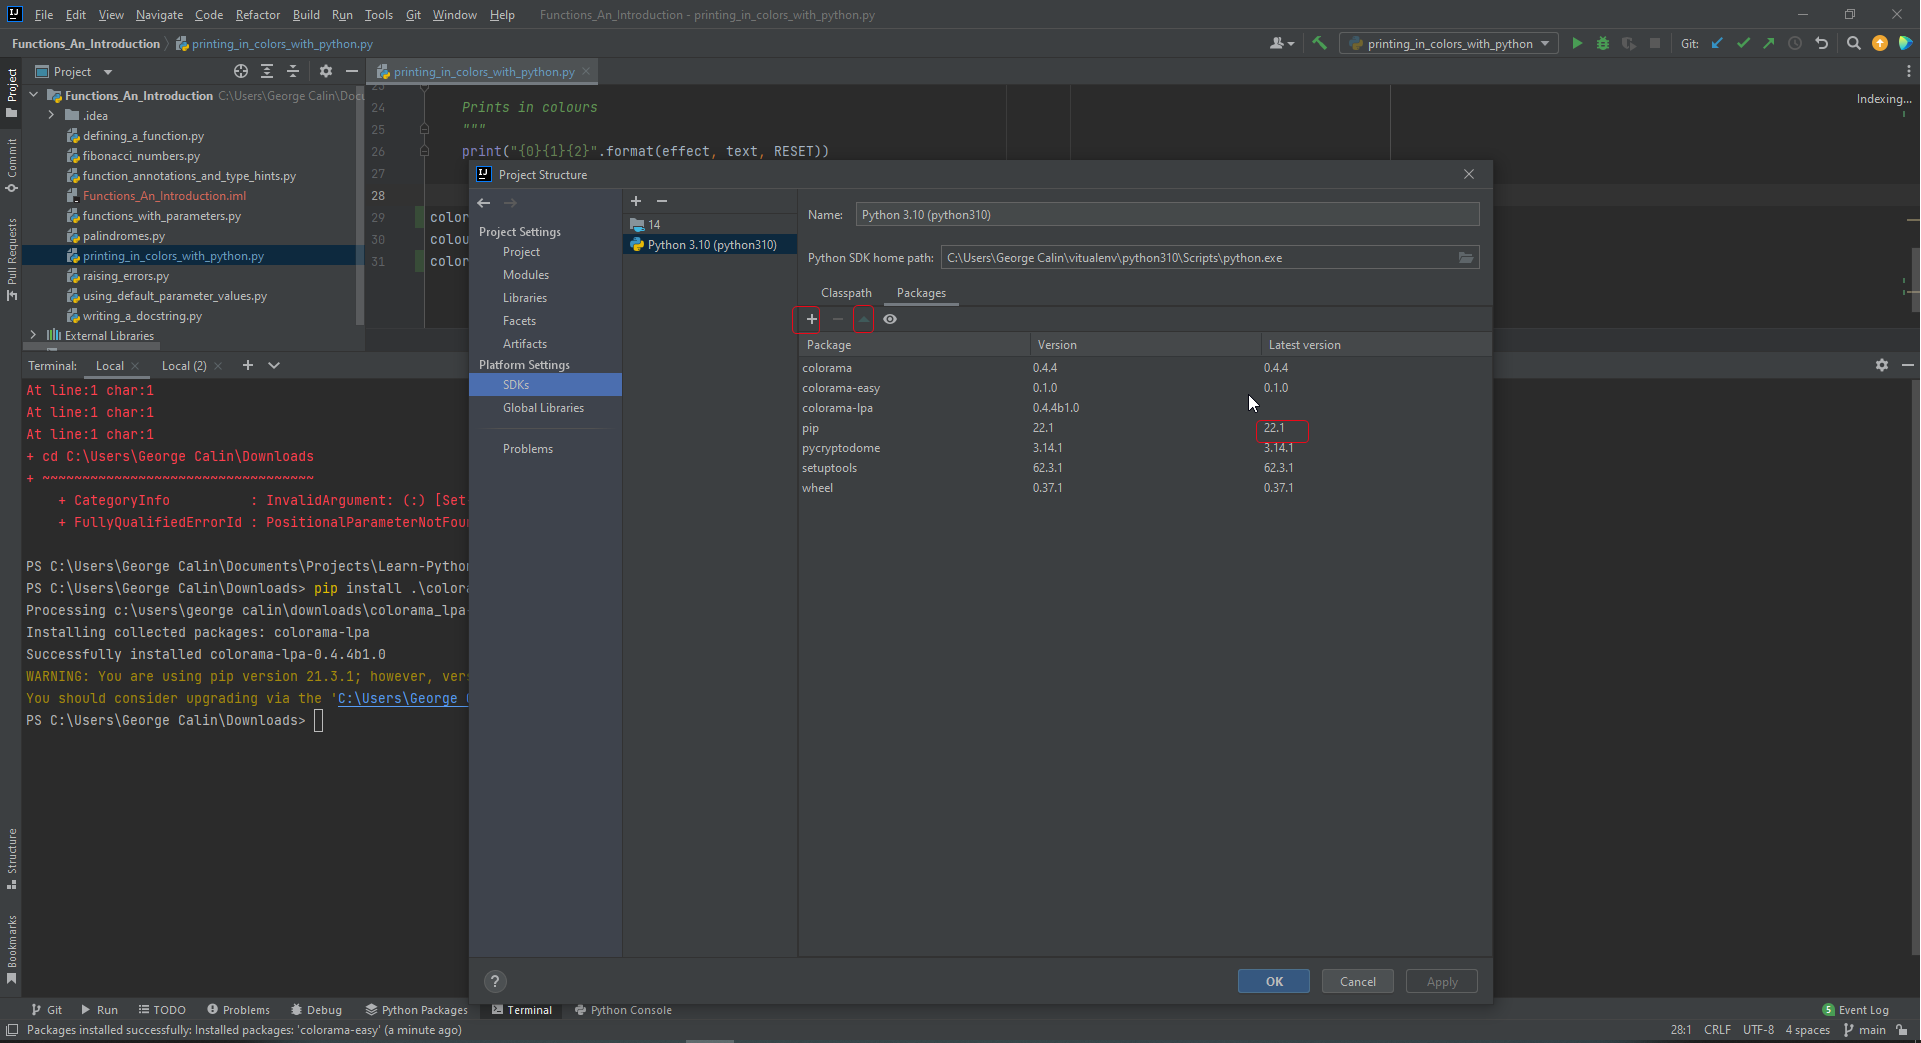 File Edit View Navigate Code Refactor Build Run Tools Git Window Help Functions_An_Introduction - printing_in_colors_with_python.py
Functions_An_Introduction printing_in_colors_with_python.py
printing_in_colors_with_python Git:
Project
printing_in_colors_with_python.py
Functions_An_Introduction C:\Users\George Calin\Docu
.idea
defining_a_function.py
fibonacci_numbers.py
function_annotations_and_type_hints.py
Functions_An_Introduction.iml
functions_with_parameters.py
palindromes.py
printing_in_colors_with_python.py
raising_errors.py
using_default_parameter_values.py
writing_a_docstring.py
External Libraries
Project
Commit
Pull Requests
Structure
Bookmarks
23
24 Prints in colours
25 """
26 print("{0}{1}{2}".format(effect, text, RESET))
27
28
29 color
30 colou
31 color
Indexing...
Project Structure
Project Settings
Project
Modules
Libraries
Facets
Artifacts
Platform Settings
SDKs
Global Libraries
Problems
14
Python 3.10 (python310)
Name: Python 3.10 (python310)
Python SDK home path: C:\Users\George Calin\vitualenv\python310\Scripts\python.exe
Classpath Packages
Package Version Latest version
colorama 0.4.4 0.4.4
colorama-easy 0.1.0 0.1.0
colorama-lpa 0.4.4b1.0
pip 22.1 22.1
pycryptodome 3.14.1 3.14.1
setuptools 62.3.1 62.3.1
wheel 0.37.1 0.37.1
? OK Cancel Apply
Terminal: Local Local (2)
At line:1 char:1
At line:1 char:1
At line:1 char:1
+ cd C:\Users\George Calin\Downloads
+ ~~~~~~~~~~~~~~~~~~~~~~~~~~~~~~~~~~
+ CategoryInfo : InvalidArgument: (:) [Set-
+ FullyQualifiedErrorId : PositionalParameterNotFou
PS C:\Users\George Calin\Documents\Projects\Learn-Pytho
PS C:\Users\George Calin\Downloads> pip install .\colora
Processing c:\users\george calin\downloads\colorama_lpa-
Installing collected packages: colorama-lpa
Successfully installed colorama-lpa-0.4.4b1.0
WARNING: You are using pip version 21.3.1; however, vers
You should consider upgrading via the 'C:\Users\George
PS C:\Users\George Calin\Downloads>
Git Run TODO Problems Debug Python Packages Terminal Python Console 5 Event Log
Packages installed successfully: Installed packages: 'colorama-easy' (a minute ago) 28:1 CRLF UTF-8 4 spaces main